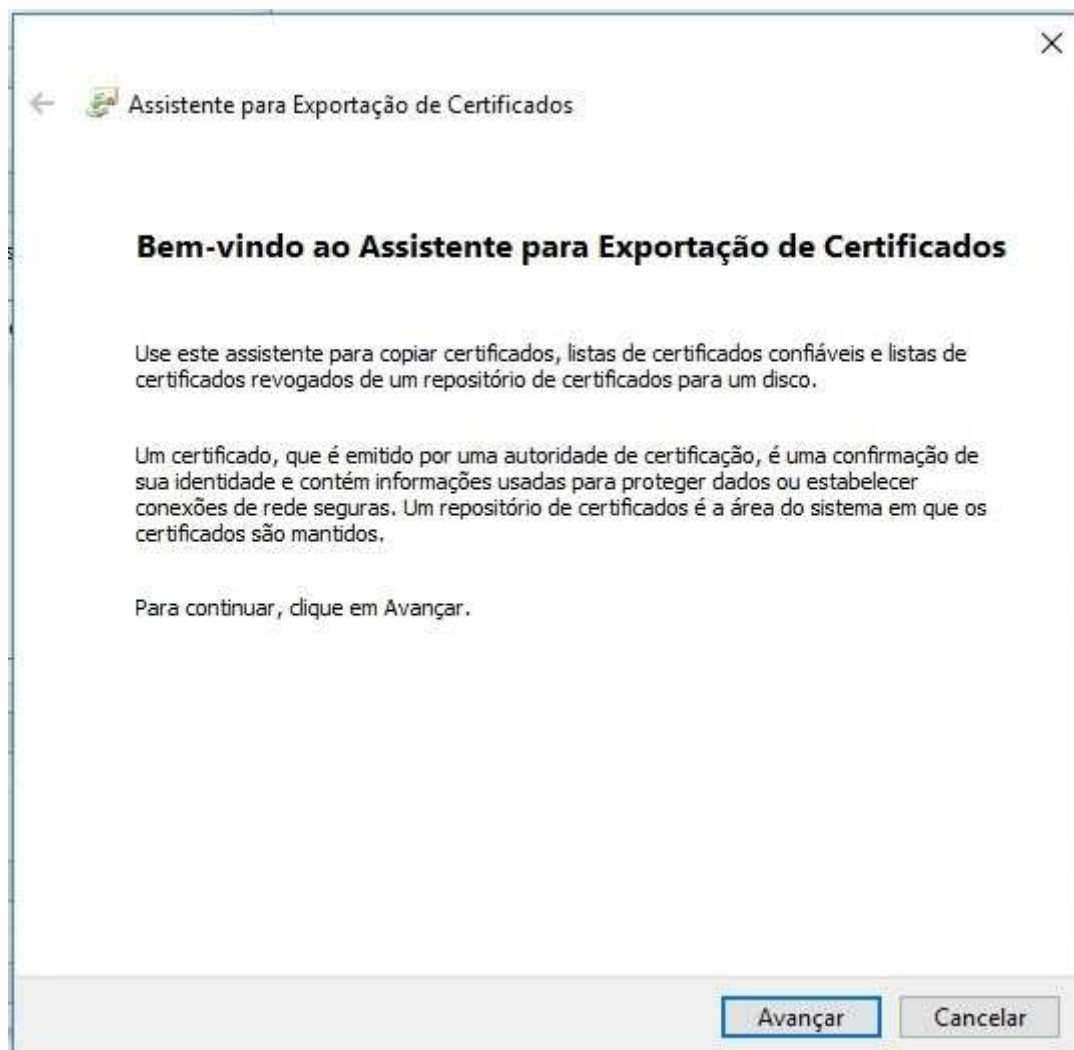 Assistente para Exportação de Certificados
Bem-vindo ao Assistente para Exportação de Certificados
Use este assistente para copiar certificados, listas de certificados confiáveis e listas de
certificados revogados de um repositório de certificados para um disco.
Um certificado, que é emitido por uma autoridade de certificação, é uma confirmação de
sua identidade e contém informações usadas para proteger dados ou estabelecer
conexões de rede seguras. Um repositório de certificados é a área do sistema em que os
certificados são mantidos.
Para continuar, clique em Avançar.
Avançar
Cancelar